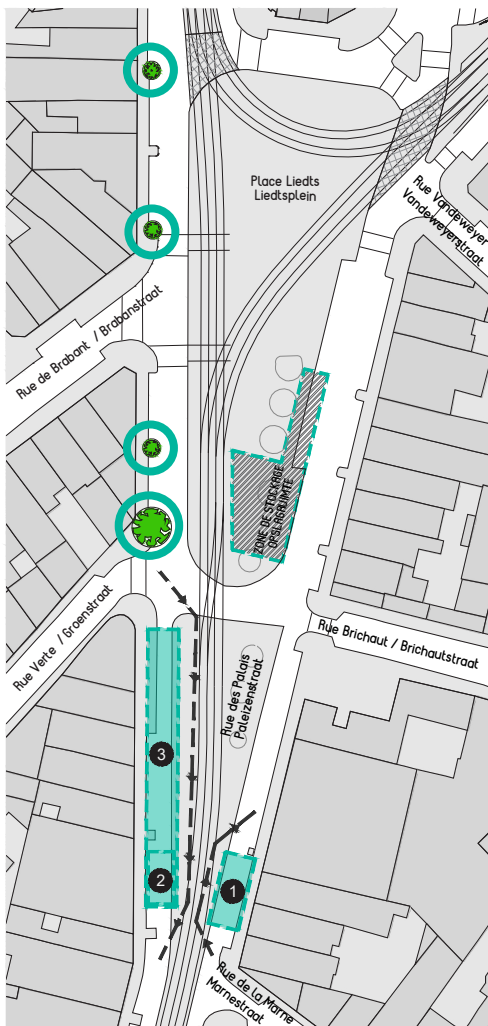 Place Liedts
Liedtsplein
Rue Vandeweyer
Vandeweyerstraat
Rue de Brabant / Brabanstraat
ZONE DE STOCKAGE
OPSLAGRUIMTE
Rue Verte / Groenstraat
Rue Brichaut / Brichautstraat
Rue des Palais
Paleizenstraat
3
2
1
Rue de La Marne
Marnestraat